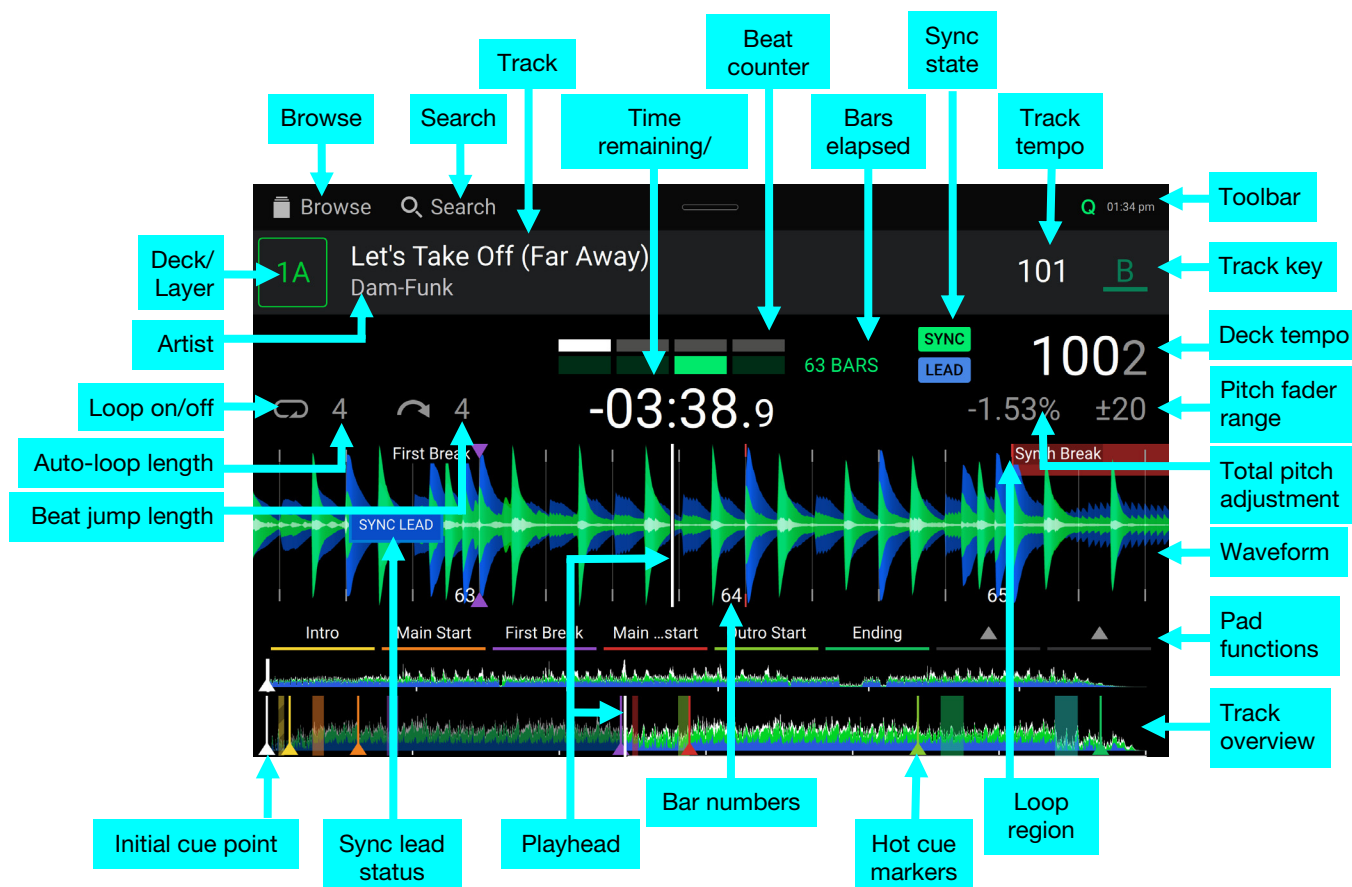 Beat
counter
Sync
state
Track
Browse
Search
Time
remaining/
Bars
elapsed
Track
tempo
Browse
Search
Q
01:34 pm
Toolbar
Deck/
Layer
1A
Let's Take Off (Far Away)
Dam-Funk
101
B
Track key
Artist
63 BARS
SYNC
LEAD
1002
Deck tempo
Loop on/off
4
4
-03:38.9
-1.53%
±20
Pitch fader
range
Auto-loop length
First Break
Synth Break
Total pitch
adjustment
Beat jump length
SYNC LEAD
Waveform
63
64
65
Intro
Main Start
First Break
Main ...start
Outro Start
Ending
Pad
functions
Track
overview
Initial cue point
Sync lead
status
Playhead
Bar numbers
Hot cue
markers
Loop
region